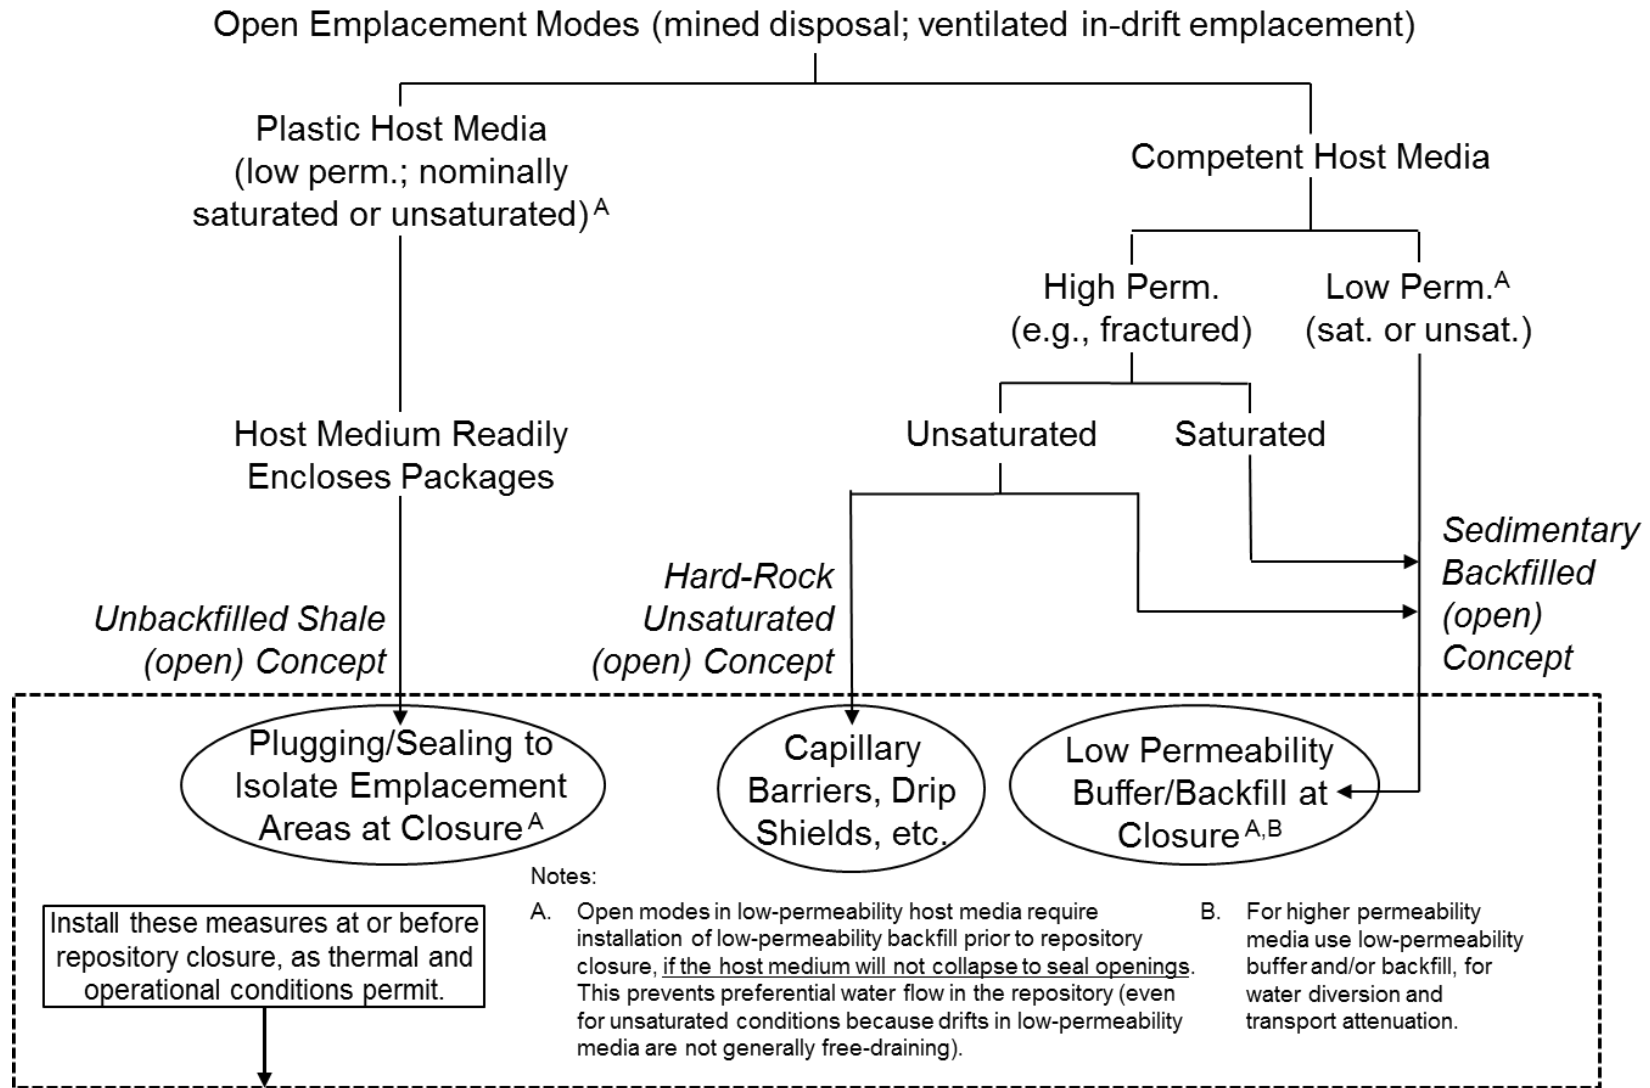 Open Emplacement Modes (mined disposal; ventilated in-drift emplacement)
Plastic Host Media
(low perm.; nominally
saturated or unsaturated)A
Competent Host Media
High Perm.
(e.g., fractured)
Low Perm.A
(sat. or unsat.)
Host Medium Readily
Encloses Packages
Unsaturated
Saturated
Unbackfilled Shale
(open) Concept
Hard-Rock
Unsaturated
(open) Concept
Sedimentary
Backfilled
(open)
Concept
Plugging/Sealing to
Isolate Emplacement
Areas at ClosureA
Capillary
Barriers, Drip
Shields, etc.
Low Permeability
Buffer/Backfill at
ClosureA,B
Install these measures at or before
repository closure, as thermal and
operational conditions permit.
Notes:
A. Open modes in low-permeability host media require
installation of low-permeability backfill prior to repository
closure, if the host medium will not collapse to seal openings.
This prevents preferential water flow in the repository (even
for unsaturated conditions because drifts in low-permeability
media are not generally free-draining).
B. For higher permeability
media use low-permeability
buffer and/or backfill, for
water diversion and
transport attenuation.